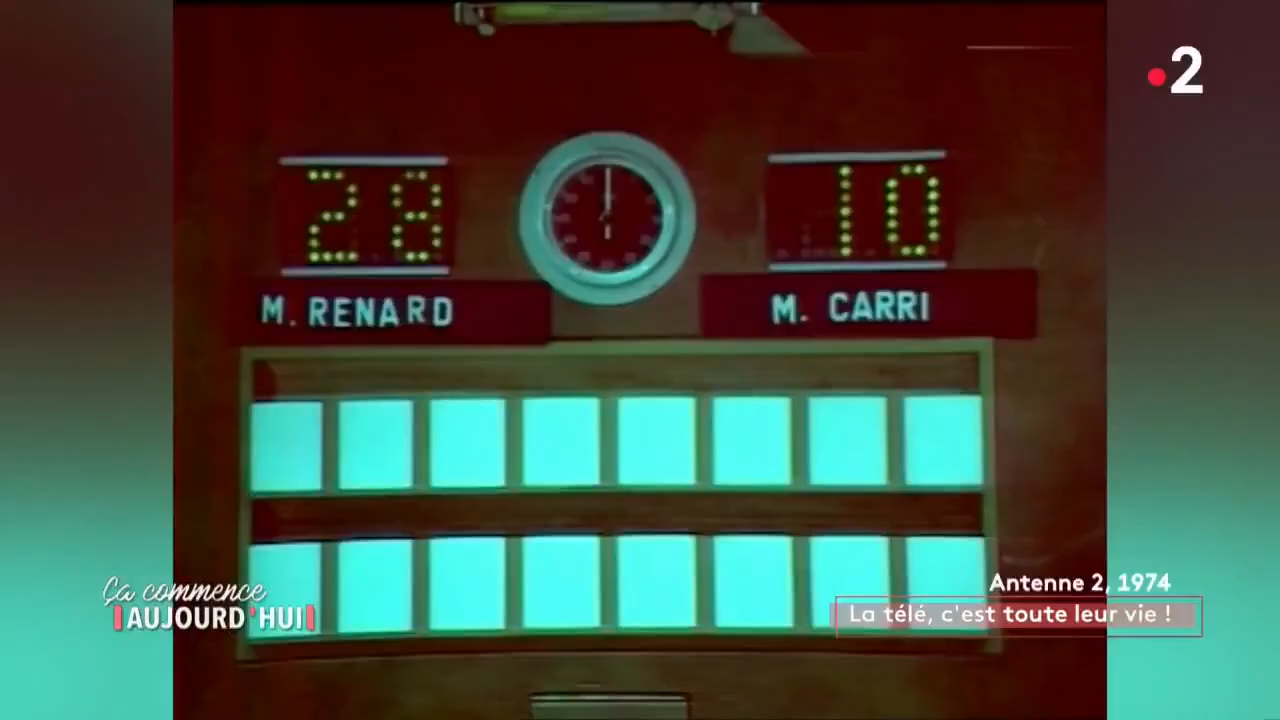 2
28
10
M. RENARD
M. CARRI
Ça commence
AUJOURD'HUI
Antenne 2, 1974
La télé, c'est toute leur vie !